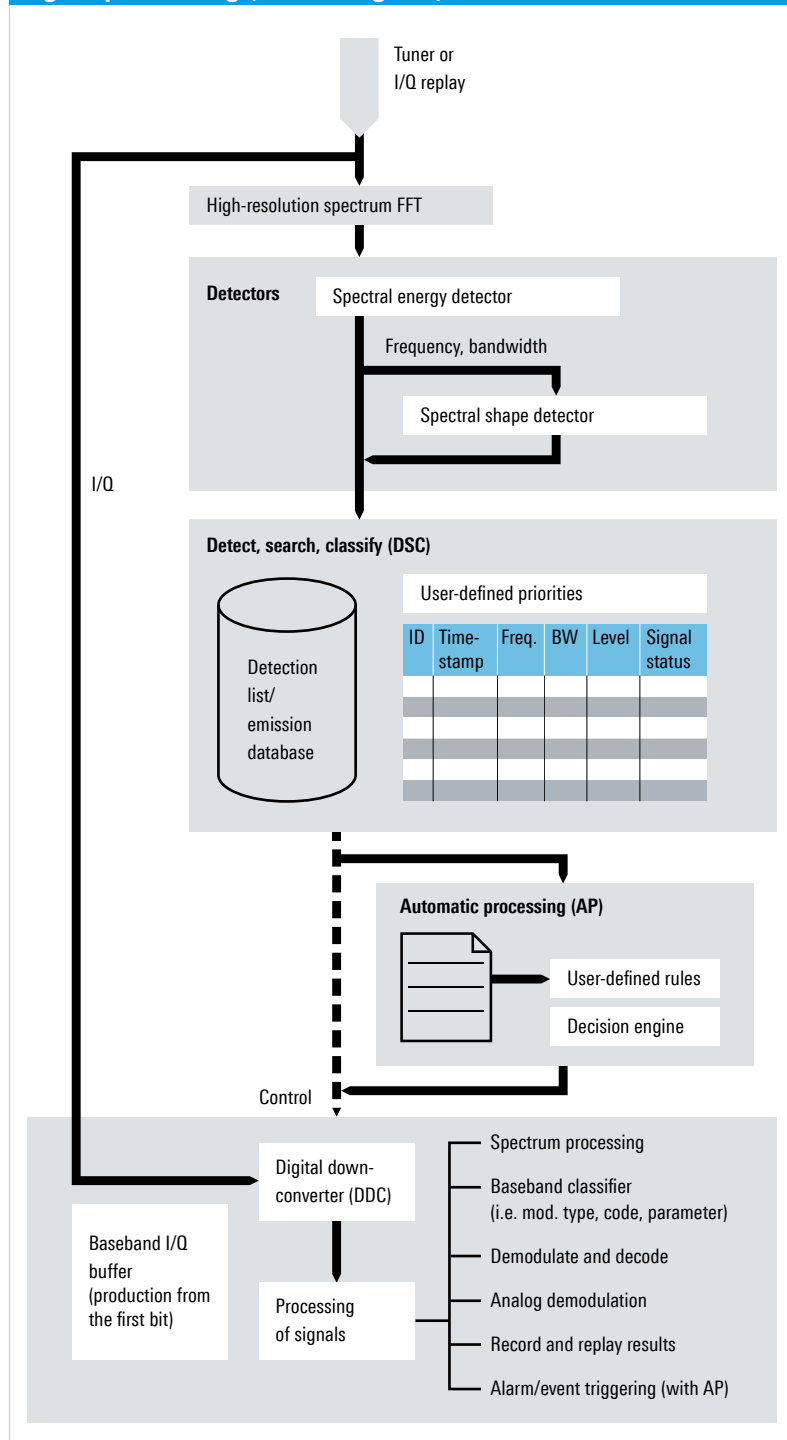 Tuner or
I/Q replay
High-resolution spectrum FFT
Detectors
Spectral energy detector
Frequency, bandwidth
Spectral shape detector
I/Q
Detect, search, classify (DSC)
Detection
list/
emission
database
User-defined priorities
ID Time- Freq. BW Level Signal
stamp status
Automatic processing (AP)
User-defined rules
Decision engine
Control
Digital down-
converter (DDC)
Baseband I/Q
buffer
(production from
the first bit)
Processing
of signals
Spectrum processing
Baseband classifier
(i.e. mod. type, code, parameter)
Demodulate and decode
Analog demodulation
Record and replay results
Alarm/event triggering (with AP)